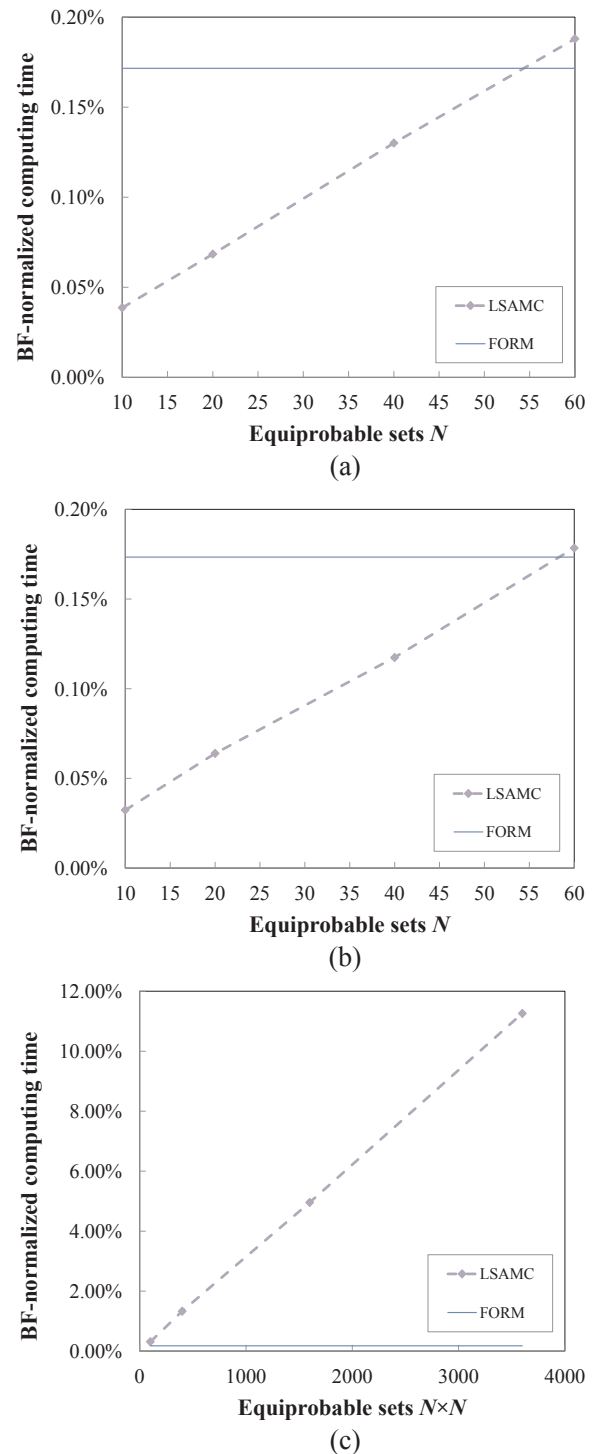 0.20%
0.15%
0.10%
0.05%
0.00%
BF-normalized computing time
LSAMC
FORM
10 15 20 25 30 35 40 45 50 55 60
Equiprobable sets N
(a)
0.20%
0.15%
0.10%
0.05%
0.00%
BF-normalized computing time
LSAMC
FORM
10 15 20 25 30 35 40 45 50 55 60
Equiprobable sets N
(b)
12.00%
10.00%
8.00%
6.00%
4.00%
2.00%
0.00%
BF-normalized computing time
LSAMC
FORM
0 1000 2000 3000 4000
Equiprobable sets N×N
(c)